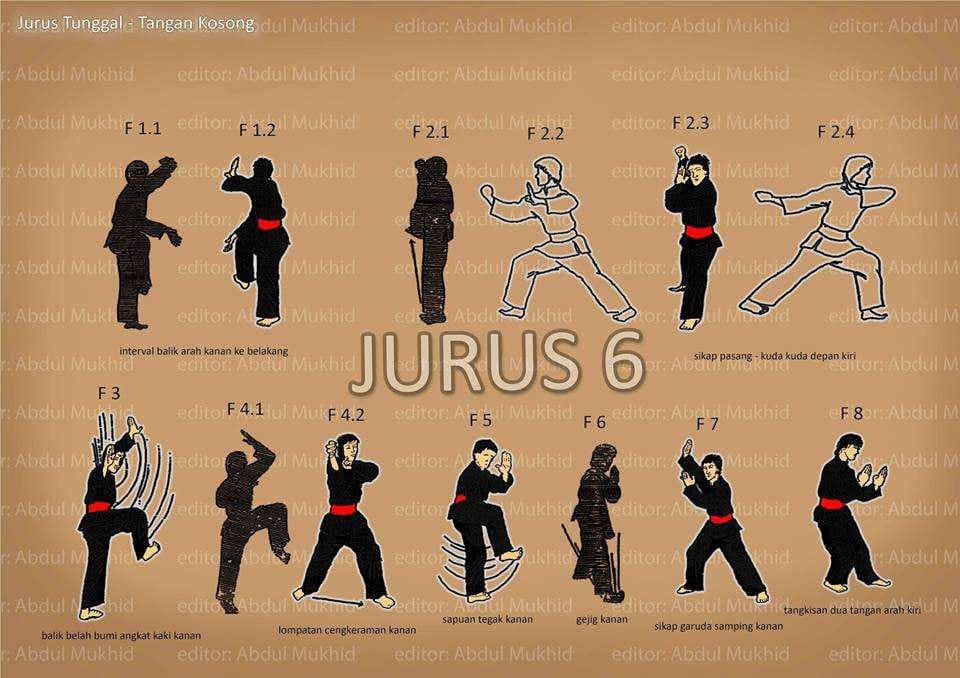 Jurus Tunggal - Tangan Kosong
F 1.1
F 1.2
F 2.1
F 2.2
F 2.3
F 2.4
interval balik arah kanan ke belakang
sikap pasang - kuda kuda depan kiri
JURUS 6
F 3
F 4.1
F 4.2
F 5
F 6
F 7
F 8
balik belah bumi angkat kaki kanan
lompatan cengkeraman kanan
sapuan tegak kanan
gejig kanan
sikap garuda samping kanan
tangkisan dua tangan arah kiri
editor: Abdul Mukhid